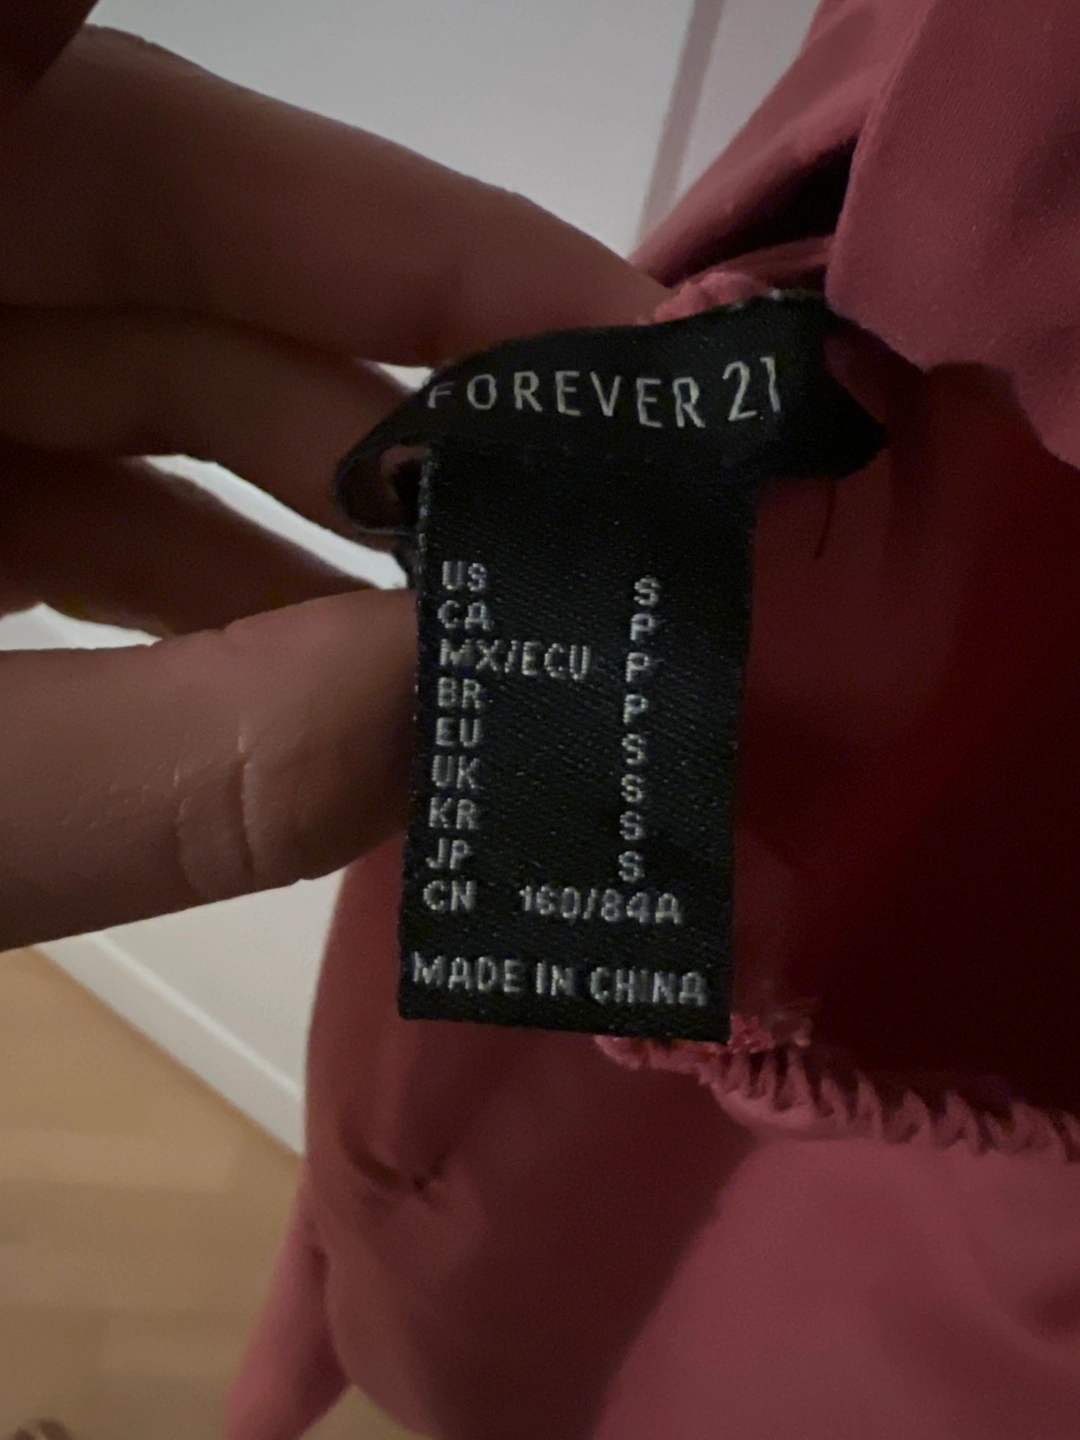 FOREVER 21
US S
CA P
MX/ECU P
BR P
EU S
UK S
KR S
JP S
CN 160/84A
MADE IN CHINA